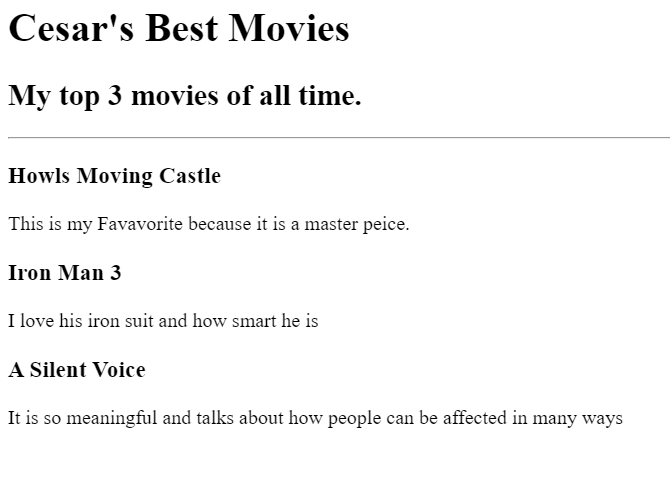 Cesar's Best Movies
My top 3 movies of all time.
Howls Moving Castle
This is my Favavorite because it is a master peice.
Iron Man 3
I love his iron suit and how smart he is
A Silent Voice
It is so meaningful and talks about how people can be affected in many ways